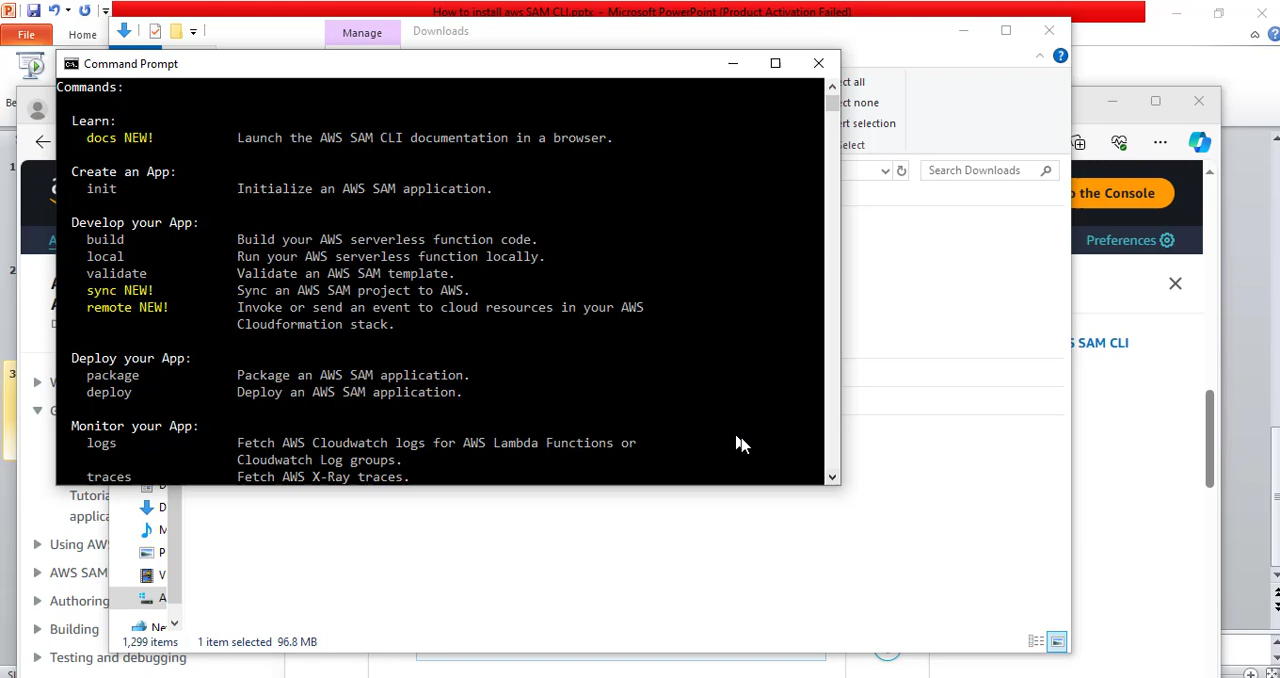 How to install aws SAM CLI.pptx - Microsoft PowerPoint (Product Activation Failed)
File
Home
Manage
Downloads
Command Prompt
Commands:
Learn:
docs NEW! Launch the AWS SAM CLI documentation in a browser.
Create an App:
init Initialize an AWS SAM application.
Develop your App:
build Build your AWS serverless function code.
local Run your AWS serverless function locally.
validate Validate an AWS SAM template.
sync NEW! Sync an AWS SAM project to AWS.
remote NEW! Invoke or send an event to cloud resources in your AWS
Cloudformation stack.
Deploy your App:
package Package an AWS SAM application.
deploy Deploy an AWS SAM application.
Monitor your App:
logs Fetch AWS Cloudwatch logs for AWS Lambda Functions or
Cloudwatch Log groups.
traces Fetch AWS X-Ray traces.
ct all
ct none
rt selection
elect
Search Downloads
o the Console
Preferences
SAM CLI
1
2
3
Tutoria
applica
Using AW
AWS SAM
Authoring
Building
Testing and debugging
D
M
P
V
A
Ne
1,299 items 1 item selected 96.8 MB